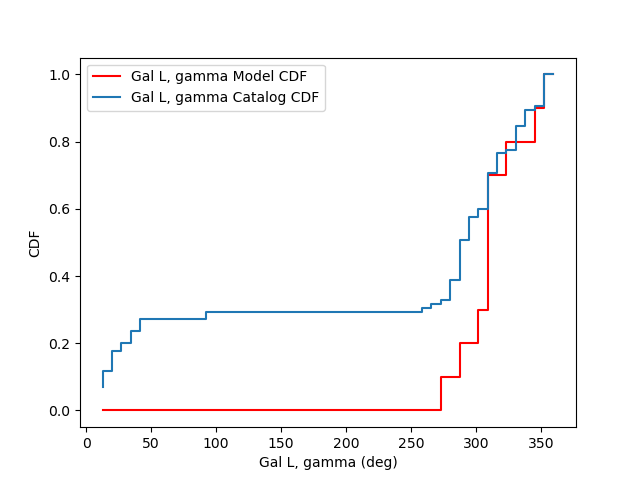 Gal L, gamma Model CDF
Gal L, gamma Catalog CDF
1.0
0.8
0.6
0.4
0.2
0.0
CDF
0 50 100 150 200 250 300 350
Gal L, gamma (deg)